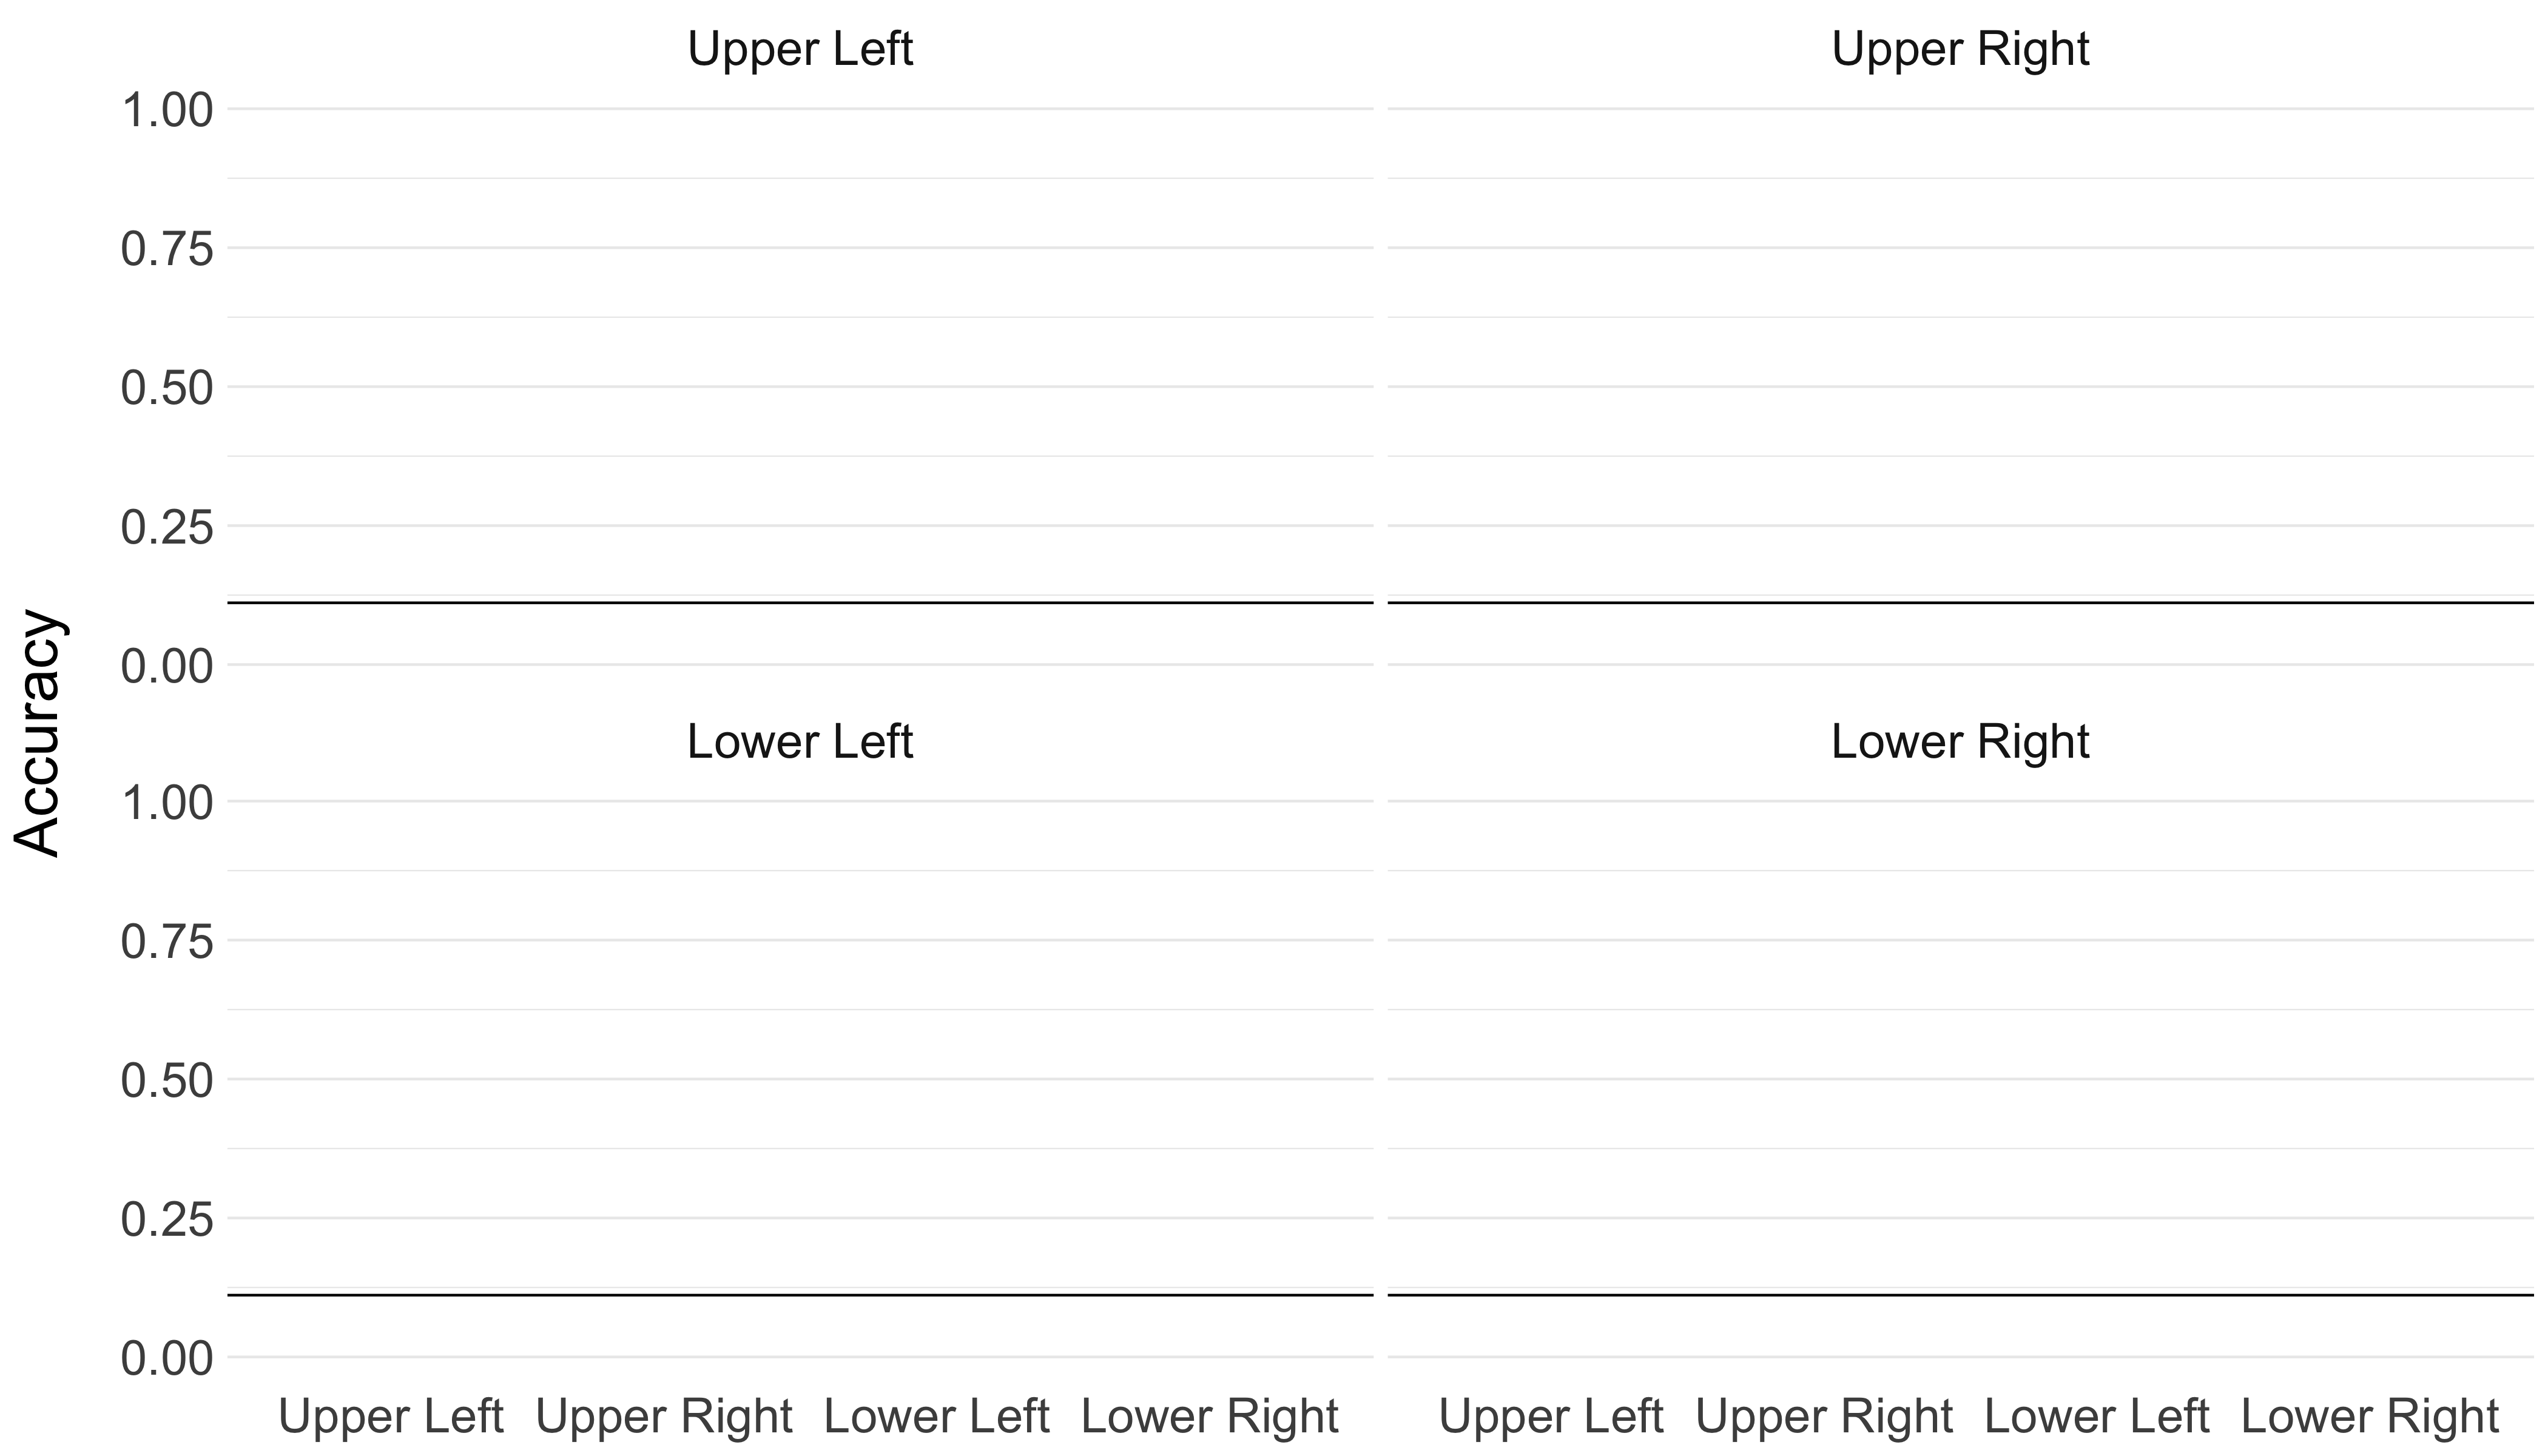 Upper Left
Upper Right
1.00
0.75
0.50
0.25
0.00
Accuracy
Lower Left
Lower Right
1.00
0.75
0.50
0.25
0.00
Upper Left Upper Right Lower Left Lower Right
Upper Left Upper Right Lower Left Lower Right